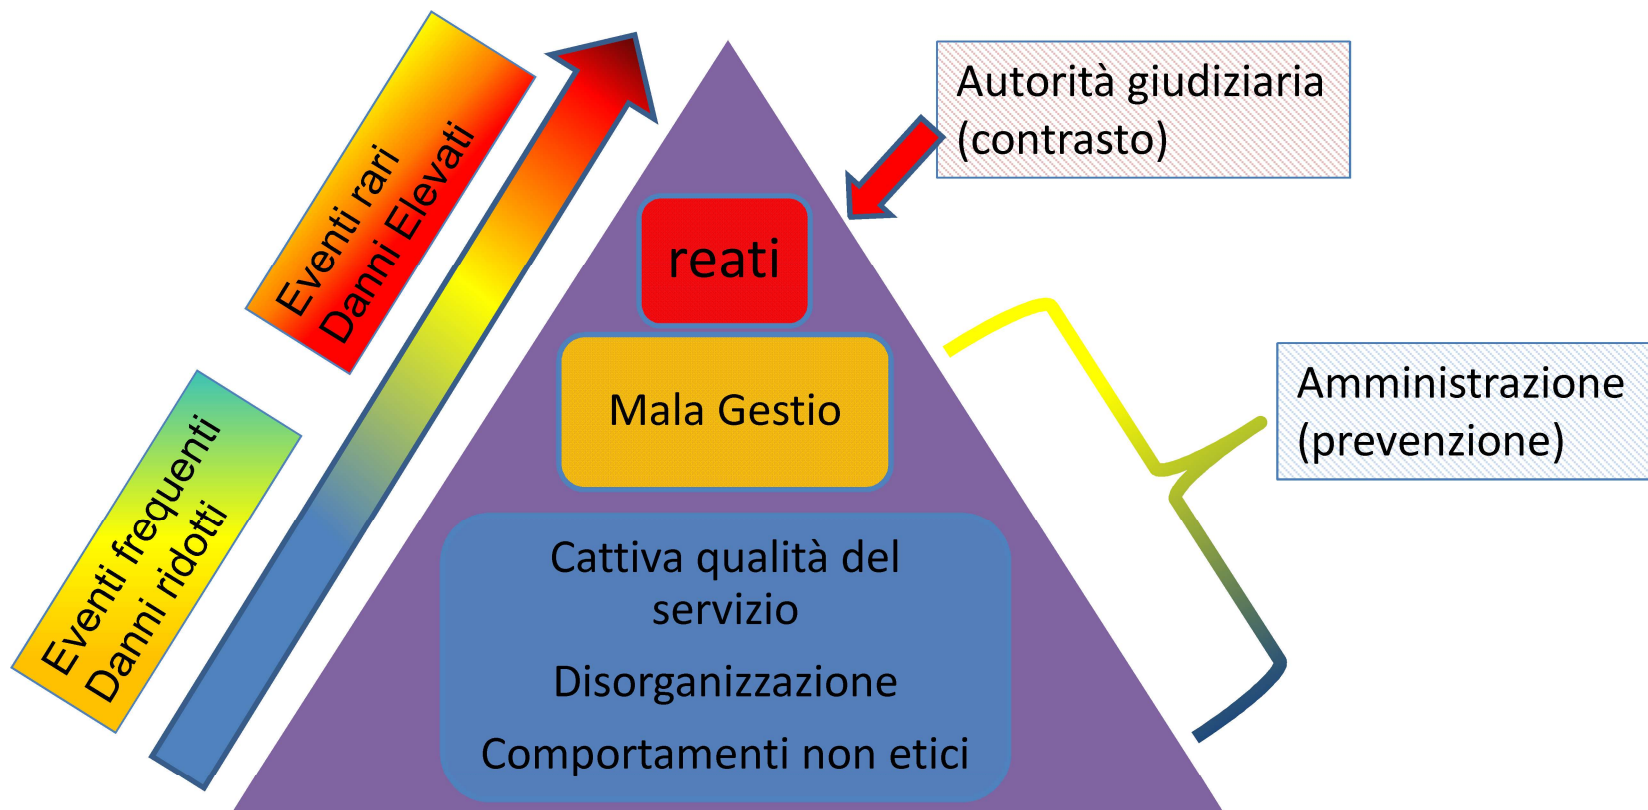 Eventi rari
Danni Elevati
Eventi frequenti
Danni ridotti
Autorità giudiziaria
(contrasto)
reati
Mala Gestio
Amministrazione
(prevenzione)
Cattiva qualità del
servizio
Disorganizzazione
Comportamenti non etici